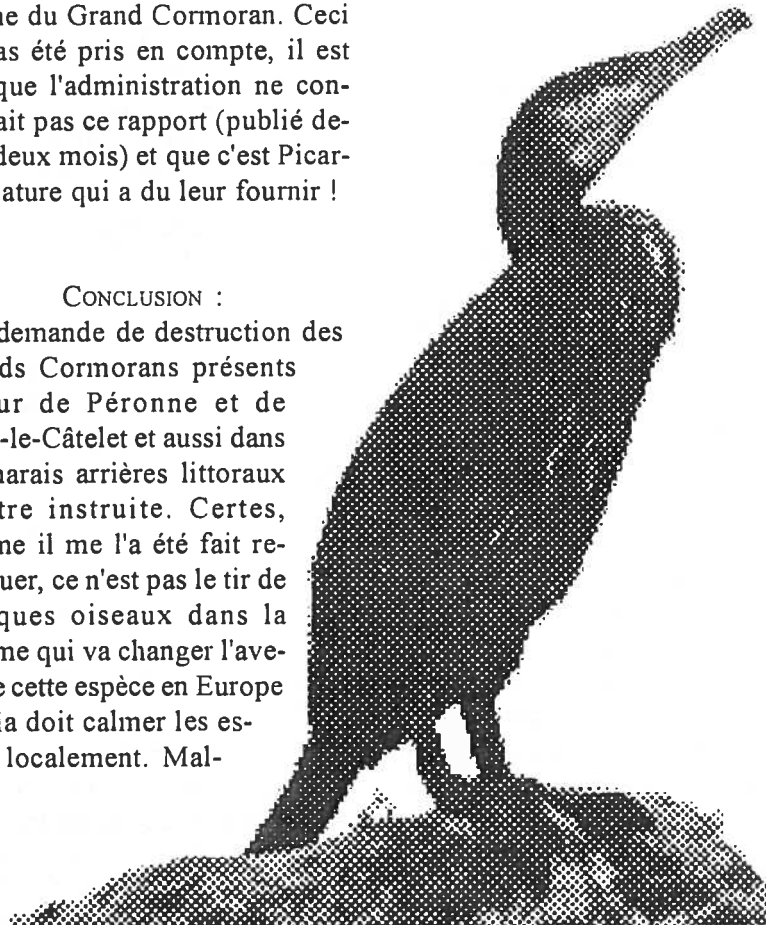 ne du Grand Cormoran. Ceci
as été pris en compte, il est
que l'administration ne con-
ait pas ce rapport (publié de-
deux mois) et que c'est Picar-
ature qui a du leur fournir !
CONCLUSION :
demande de destruction des
ds Cormorans présents
ur de Péronne et de
-le-Câtelet et aussi dans
narais arrières littoraux
tre instruite. Certes,
ne il me l'a été fait re-
uer, ce n'est pas le tir de
ques oiseaux dans la
me qui va changer l'ave-
e cette espèce en Europe
la doit calmer les es-
localement. Mal-